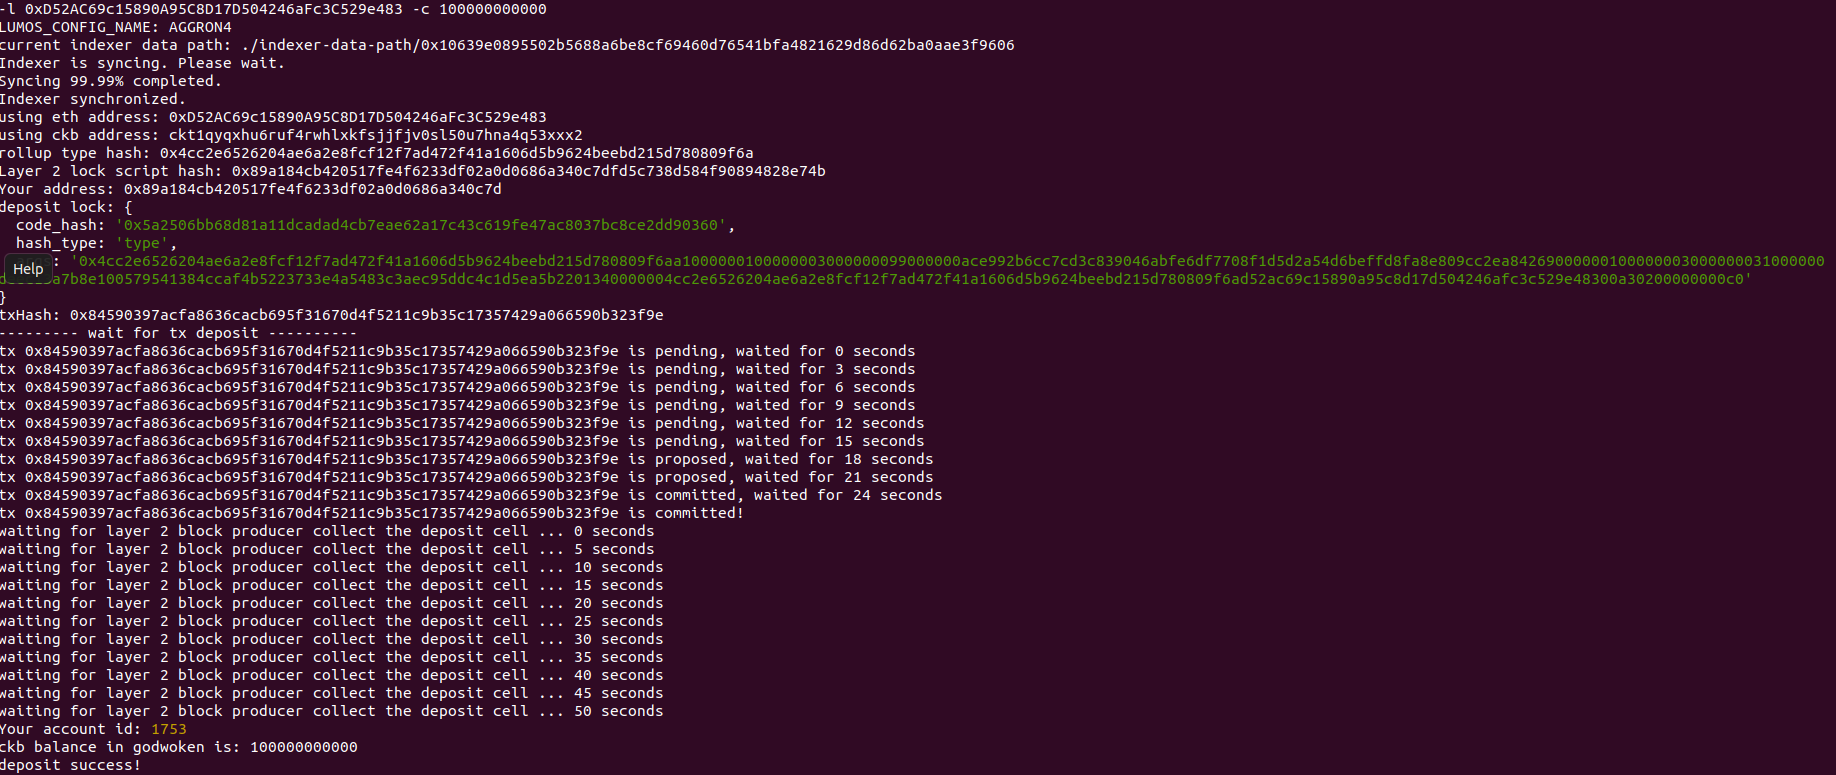 -l 0xD52AC69c15890A95C8D17D504246aFc3C529e483 -c 100000000000
LUMOS_CONFIG_NAME: AGGRON4
current indexer data path: ./indexer-data-path/0x10639e0895502b5688a6be8cf69460d76541bfa4821629d86d62ba0aae3f9606
Indexer is syncing. Please wait.
Syncing 99.99% completed.
Indexer synchronized.
using eth address: 0xD52AC69c15890A95C8D17D504246aFc3C529e483
using ckb address: ckt1qyqxhu6ruf4rwhlxkfsjjfjv0sl50u7hna4q53xxx2
rollup type hash: 0x4cc2e6526204ae6a2e8fcf12f7ad472f41a1606d5b9624beebd215d780809f6a
Layer 2 lock script hash: 0x89a184cb420517fe4f6233df02a0d0686a340c7dfd5c738d584f90894828e74b
Your address: 0x89a184cb420517fe4f6233df02a0d0686a340c7d
deposit lock: {
code_hash: '0x5a2506bb68d81a11dcadad4cb7eae62a17c43c619fe47ac8037bc8ce2dd90360',
hash_type: 'type',
: '0x4cc2e6526204ae6a2e8fcf12f7ad472f41a1606d5b9624beebd215d780809f6aa10000001000000030000000099000000ace992b6cc7cd3c839046abfe6df7708f1d5d2a54d6beffd8fa8e809cc2ea84269000000100000003000000031000000
Help
a7b8e100579541384ccaf4b5223733e4a5483c3aec95ddc4c1d5ea5b2201340000004cc2e6526204ae6a2e8fcf12f7ad472f41a1606d5b9624beebd215d780809f6ad52ac69c15890a95c8d17d504246afc3c529e48300a30200000000c0'
}
txHash: 0x84590397acfa8636cacb695f31670d4f5211c9b35c17357429a066590b323f9e
--------- wait for tx deposit ----------
tx 0x84590397acfa8636cacb695f31670d4f5211c9b35c17357429a066590b323f9e is pending, waited for 0 seconds
tx 0x84590397acfa8636cacb695f31670d4f5211c9b35c17357429a066590b323f9e is pending, waited for 3 seconds
tx 0x84590397acfa8636cacb695f31670d4f5211c9b35c17357429a066590b323f9e is pending, waited for 6 seconds
tx 0x84590397acfa8636cacb695f31670d4f5211c9b35c17357429a066590b323f9e is pending, waited for 9 seconds
tx 0x84590397acfa8636cacb695f31670d4f5211c9b35c17357429a066590b323f9e is pending, waited for 12 seconds
tx 0x84590397acfa8636cacb695f31670d4f5211c9b35c17357429a066590b323f9e is pending, waited for 15 seconds
tx 0x84590397acfa8636cacb695f31670d4f5211c9b35c17357429a066590b323f9e is proposed, waited for 18 seconds
tx 0x84590397acfa8636cacb695f31670d4f5211c9b35c17357429a066590b323f9e is proposed, waited for 21 seconds
tx 0x84590397acfa8636cacb695f31670d4f5211c9b35c17357429a066590b323f9e is committed, waited for 24 seconds
tx 0x84590397acfa8636cacb695f31670d4f5211c9b35c17357429a066590b323f9e is committed!
waiting for layer 2 block producer collect the deposit cell ... 0 seconds
waiting for layer 2 block producer collect the deposit cell ... 5 seconds
waiting for layer 2 block producer collect the deposit cell ... 10 seconds
waiting for layer 2 block producer collect the deposit cell ... 15 seconds
waiting for layer 2 block producer collect the deposit cell ... 20 seconds
waiting for layer 2 block producer collect the deposit cell ... 25 seconds
waiting for layer 2 block producer collect the deposit cell ... 30 seconds
waiting for layer 2 block producer collect the deposit cell ... 35 seconds
waiting for layer 2 block producer collect the deposit cell ... 40 seconds
waiting for layer 2 block producer collect the deposit cell ... 45 seconds
waiting for layer 2 block producer collect the deposit cell ... 50 seconds
Your account id: 1753
ckb balance in godwoken is: 100000000000
deposit success!